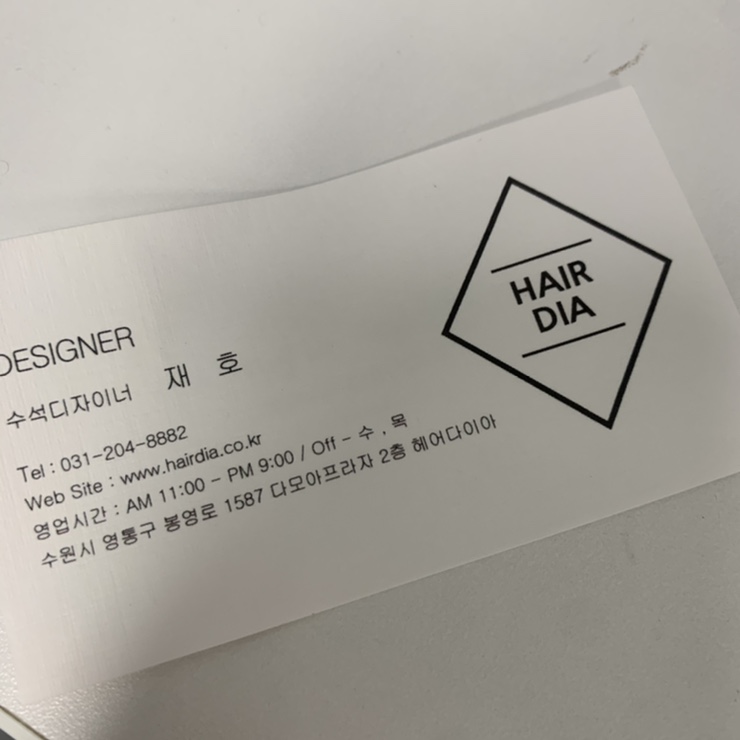 HAIR
DIA
DESIGNER
수석디자이너 재 호
Tel : 031-204-8882
Web Site : www.hairdia.co.kr
영업시간 : AM 11:00 - PM 9:00 / Off - 수 , 목
수원시 영통구 봉영로 1587 다모아프라자 2층 헤어다이아